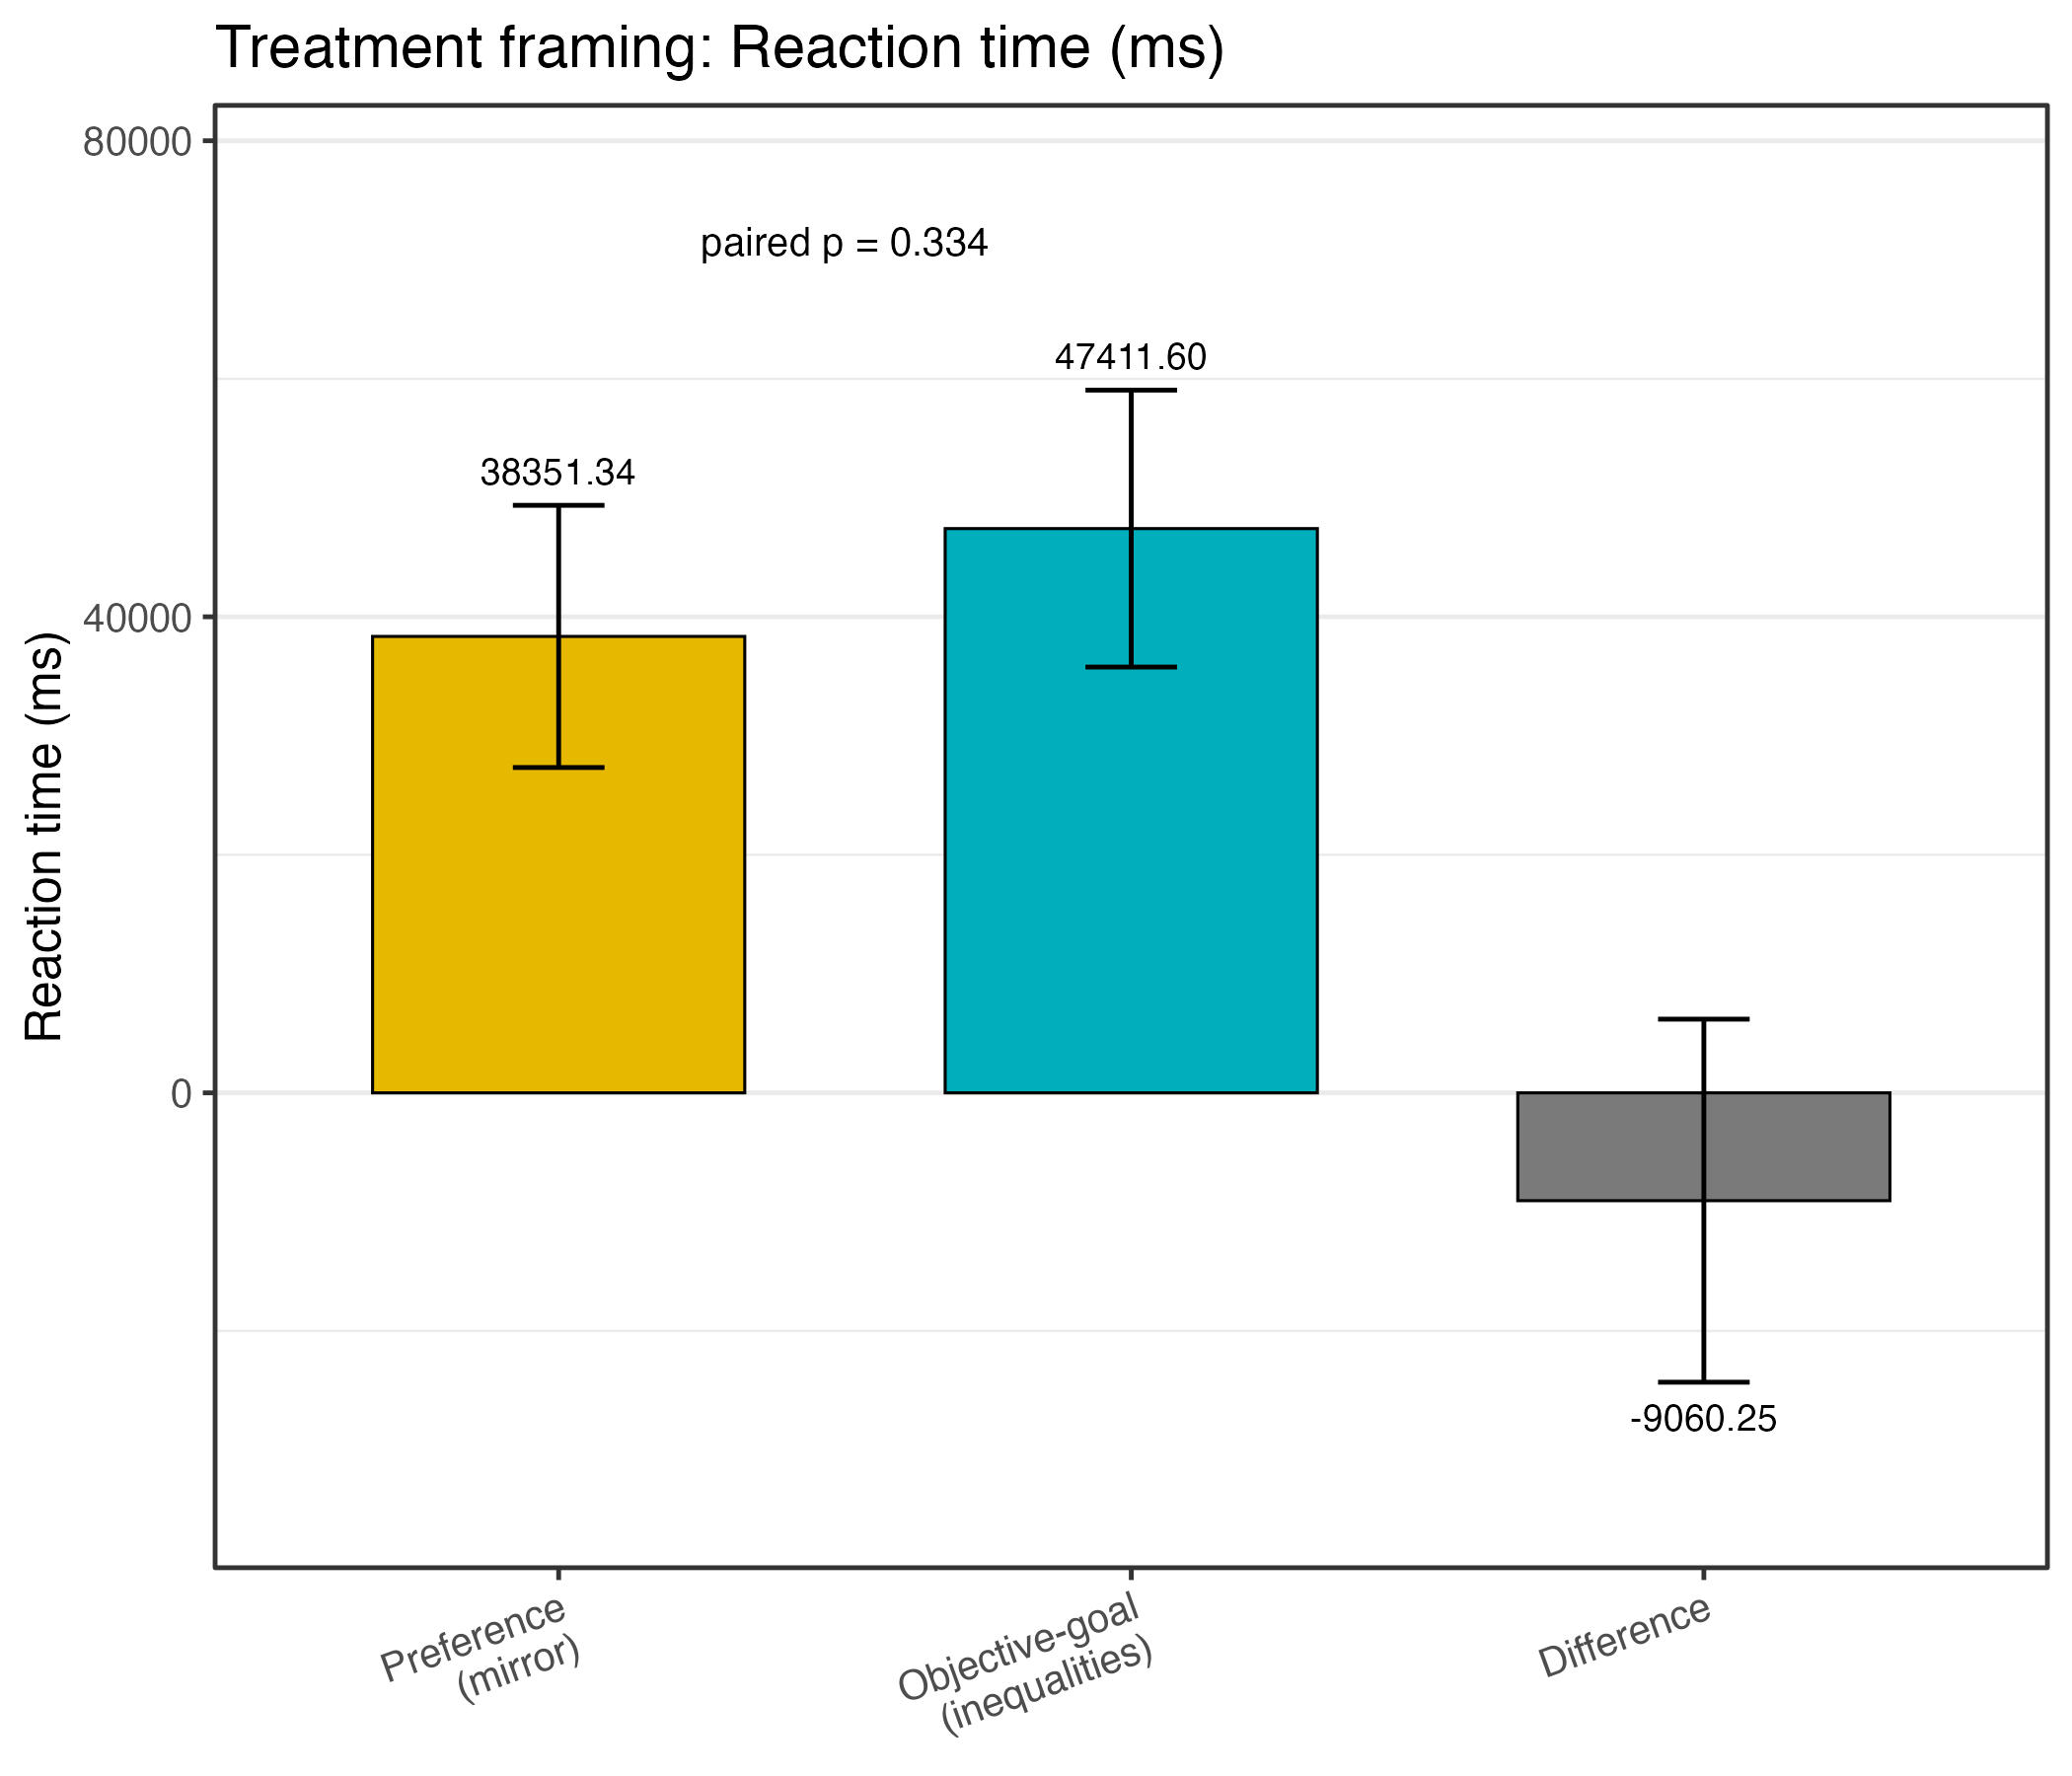 Treatment framing: Reaction time (ms)
80000
40000
0
Reaction time (ms)
paired p = 0.334
38351.34
47411.60
-9060.25
Preference
(mirror)
Objective-goal
(inequalities)
Difference